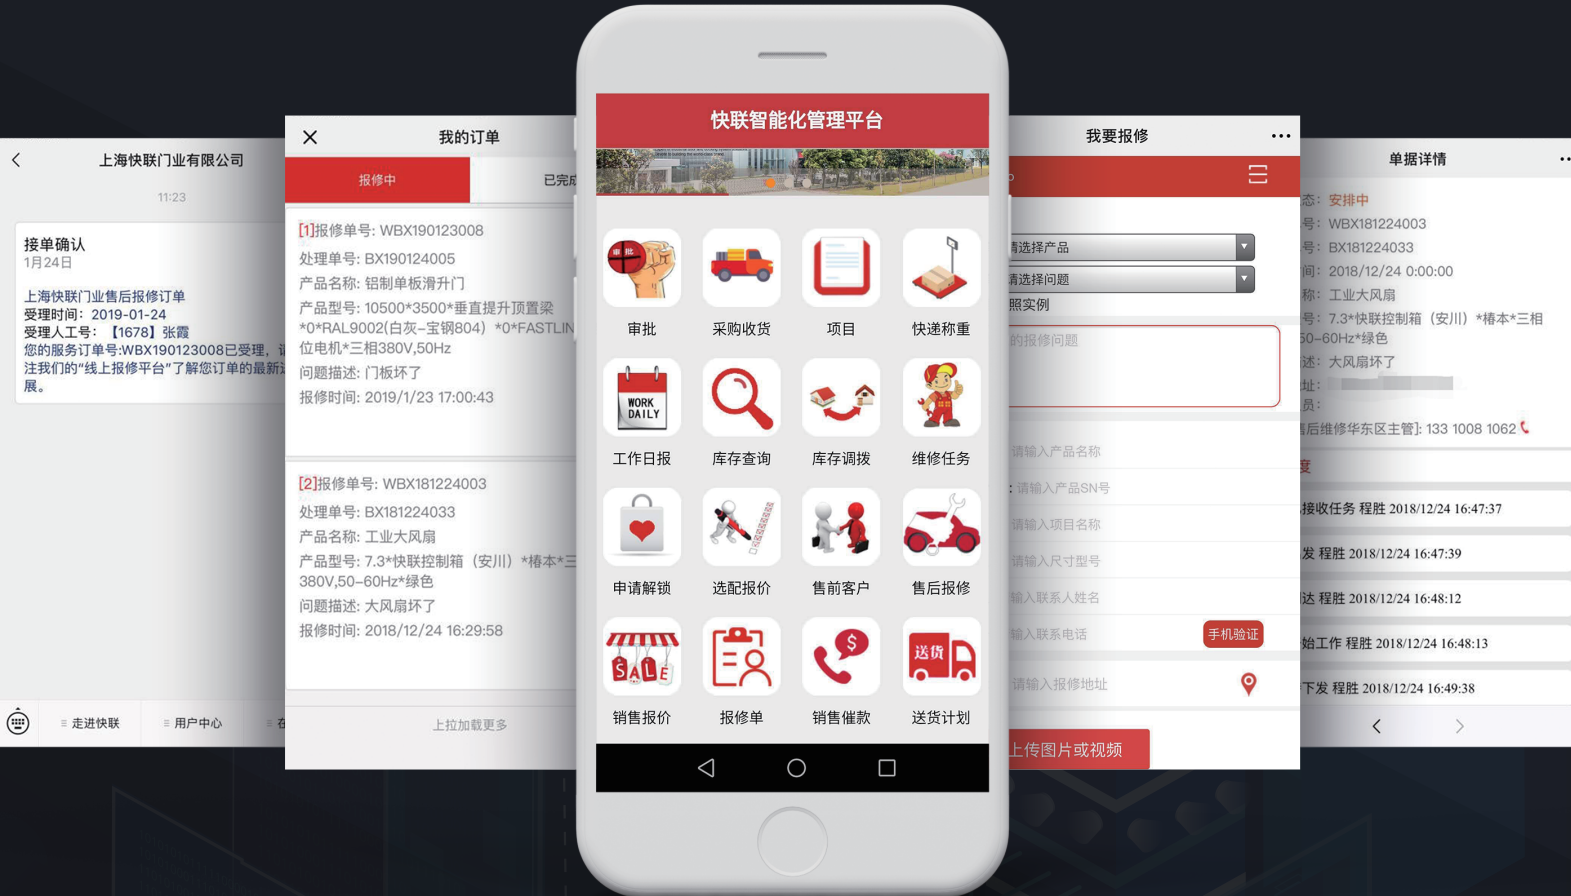 上海快联门业有限公司
11:23
接单确认
1月24日
上海快联门业售后报修订单
受理时间：2019-01-24
受理人工号：【1678】张霞
您的服务订单号:WBX190123008已受理，
注我们的“线上报修平台”了解您订单的最新
展。
走进快联
用户中心
我的订单
报修中
已完成
[1]报修单号: WBX190123008
处理单号: BX190124005
产品名称: 铝制单板滑升门
产品型号: 10500*3500*垂直提升顶置梁
*0*RAL9002(白灰-宝钢804）*0*FASTLIN
位电机*三相380V,50Hz
问题描述: 门板坏了
报修时间: 2019/1/23 17:00:43
[2]报修单号: WBX181224003
处理单号: BX181224033
产品名称: 工业大风扇
产品型号: 7.3*快联控制箱（安川）*椿本*三
380V,50-60Hz*绿色
问题描述: 大风扇坏了
报修时间: 2018/12/24 16:29:58
上拉加载更多
快联智能化管理平台
审批
审批
采购收货
项目
快递称重
WORK
DAILY
工作日报
库存查询
库存调拨
维修任务
申请解锁
选配报价
售前客户
售后报修
SALE
$
送货
销售报价
报修单
销售催款
送货计划
我要报修
请选择产品
请选择问题
照实例
的报修问题
请输入产品名称
: 请输入产品SN号
请输入项目名称
请输入尺寸型号
输入联系人姓名
输入联系电话
手机验证
请输入报修地址
上传图片或视频
单据详情
态：安排中
号：WBX181224003
号：BX181224033
间：2018/12/24 0:00:00
称：工业大风扇
号：7.3*快联控制箱（安川）*椿本*三相
50-60Hz*绿色
述：大风扇坏了
址：
员：
售后维修华东区主管]: 133 1008 1062
度
接收任务 程胜 2018/12/24 16:47:37
发 程胜 2018/12/24 16:47:39
达 程胜 2018/12/24 16:48:12
始工作 程胜 2018/12/24 16:48:13
下发 程胜 2018/12/24 16:49:38